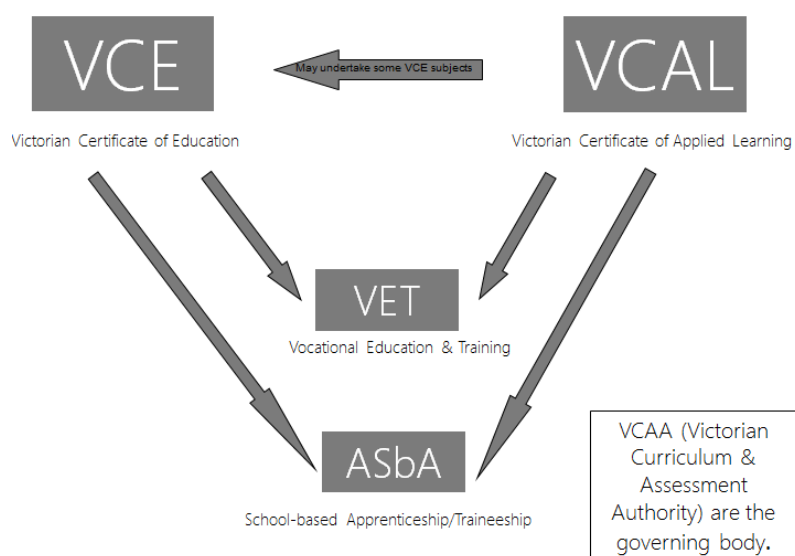 VCE
May undertake some VCE subjects
VCAL
Victorian Certificate of Education
Victorian Certificate of Applied Learning
VET
Vocational Education & Training
ASbA
School-based Apprenticeship/Traineeship
VCAA (Victorian
Curriculum &
Assessment
Authority) are the
governing body.